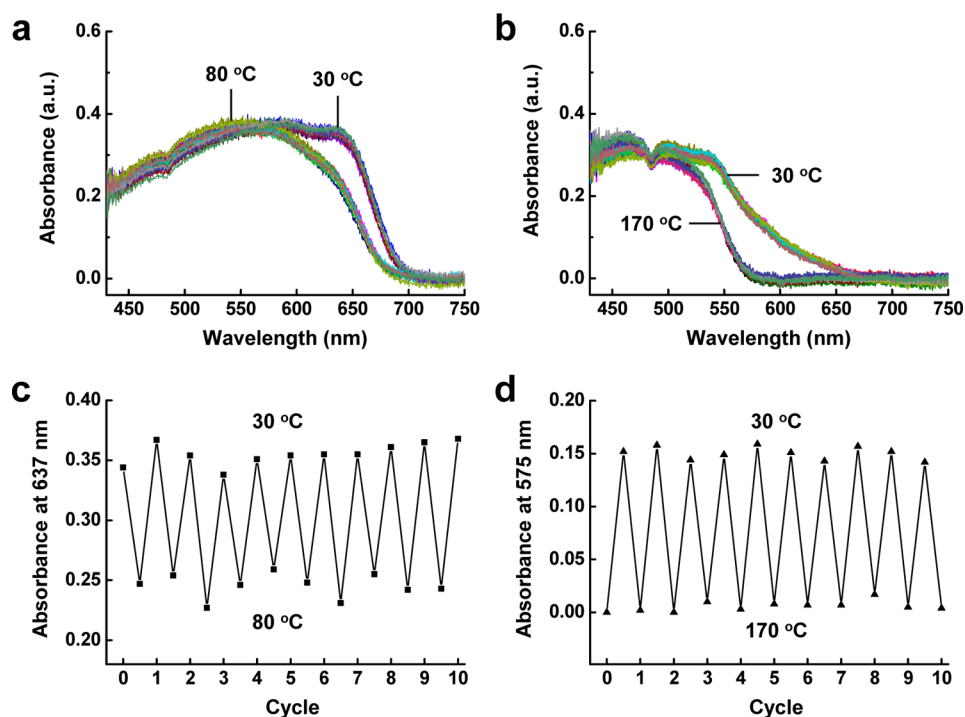 a
0.6
0.4
0.2
0.0
Absorbance (a.u.)
80 °C
30 °C
450 500 550 600 650 700 750
Wavelength (nm)
b
0.6
0.4
0.2
0.0
Absorbance (a.u.)
30 °C
170 °C
450 500 550 600 650 700 750
Wavelength (nm)
c
0.40
0.35
0.30
0.25
0.20
Absorbance at 637 nm
30 °C
80 °C
0 1 2 3 4 5 6 7 8 9 10
Cycle
d
0.20
0.15
0.10
0.05
0.00
Absorbance at 575 nm
30 °C
170 °C
0 1 2 3 4 5 6 7 8 9 10
Cycle